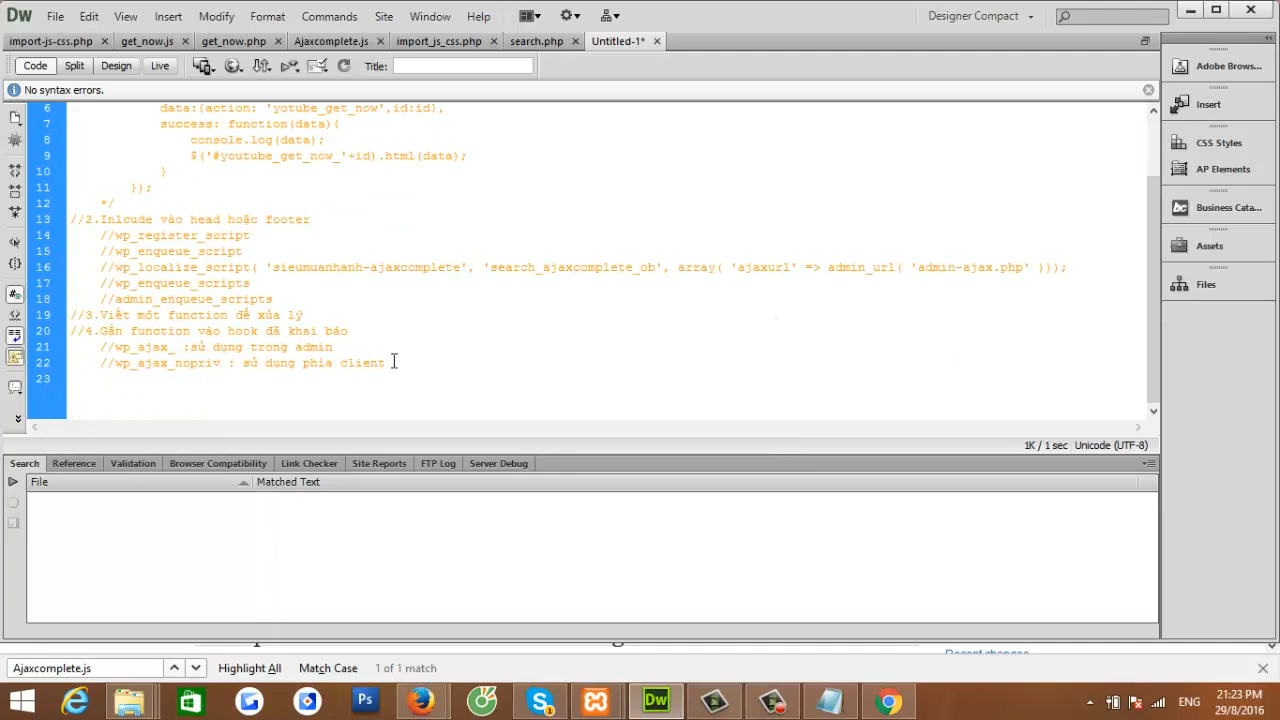 Dw File Edit View Insert Modify Format Commands Site Window Help Designer Compact
import-js-css.php get_now.js get_now.php Ajaxcomplete.js import_js_css.php search.php Untitled-1*
Code Split Design Live Title:
No syntax errors.
6 data:{action: 'yotube_get_now',id:id},
7 success: function(data){
8 console.log(data);
9 $('#youtube_get_now_'+id).html(data);
10 }
11 });
12 */
13 //2.Inlcude vào head hoặc footer
14 //wp_register_script
15 //wp_enqueue_script
16 //wp_localize_script( 'sieumuanhanh-ajaxcomplete', 'search_ajaxcomplete_ob', array( 'ajaxurl' => admin_url( 'admin-ajax.php' )));
17 //wp_enqueue_scripts
18 //admin_enqueue_scripts
19 //3.Viết một function để xủa lý
20 //4.Gắn function vào hook đã khai báo
21 //wp_ajax_ :sử dụng trong admin
22 //wp_ajax_nopriv : sử dụng phía client
23
Adobe Brows...
Insert
CSS Styles
AP Elements
Business Cata...
Assets
Files
1K / 1 sec Unicode (UTF-8)
Search Reference Validation Browser Compatibility Link Checker Site Reports FTP Log Server Debug
File Matched Text
Recent changes
Ajaxcomplete.js Highlight All Match Case 1 of 1 match
Ps Dw ENG
21:23 PM
29/8/2016